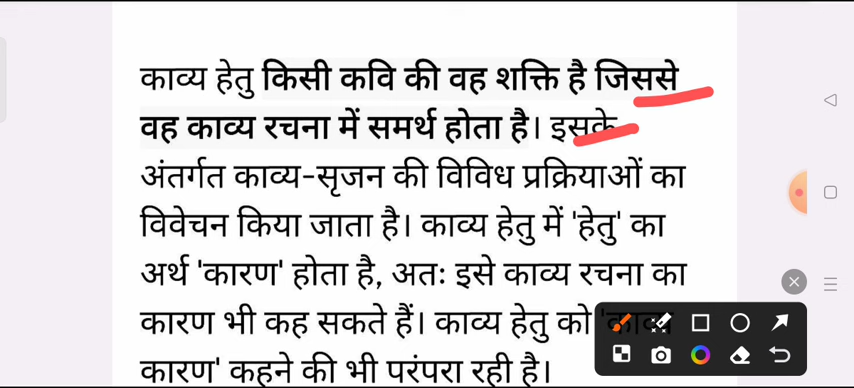 काव्य हेतु किसी कवि की वह शक्ति है जिससे
वह काव्य रचना में समर्थ होता है। इसके
अंतर्गत काव्य-सृजन की विविध प्रक्रियाओं का
विवेचन किया जाता है। काव्य हेतु में 'हेतु' का
अर्थ 'कारण' होता है, अतः इसे काव्य रचना का
कारण भी कह सकते हैं। काव्य हेतु को 'काव्य
कारण' कहने की भी परंपरा रही है।